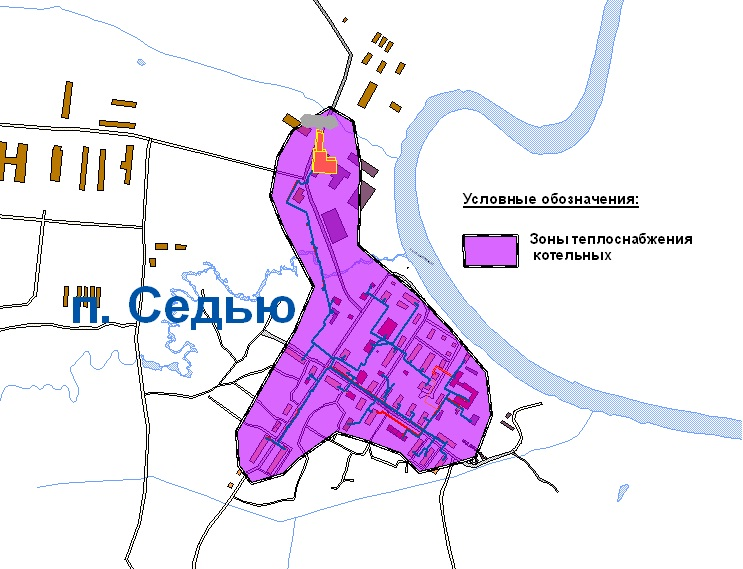 Условные обозначения:
Зоны теплоснабжения
котельных
п. Седью